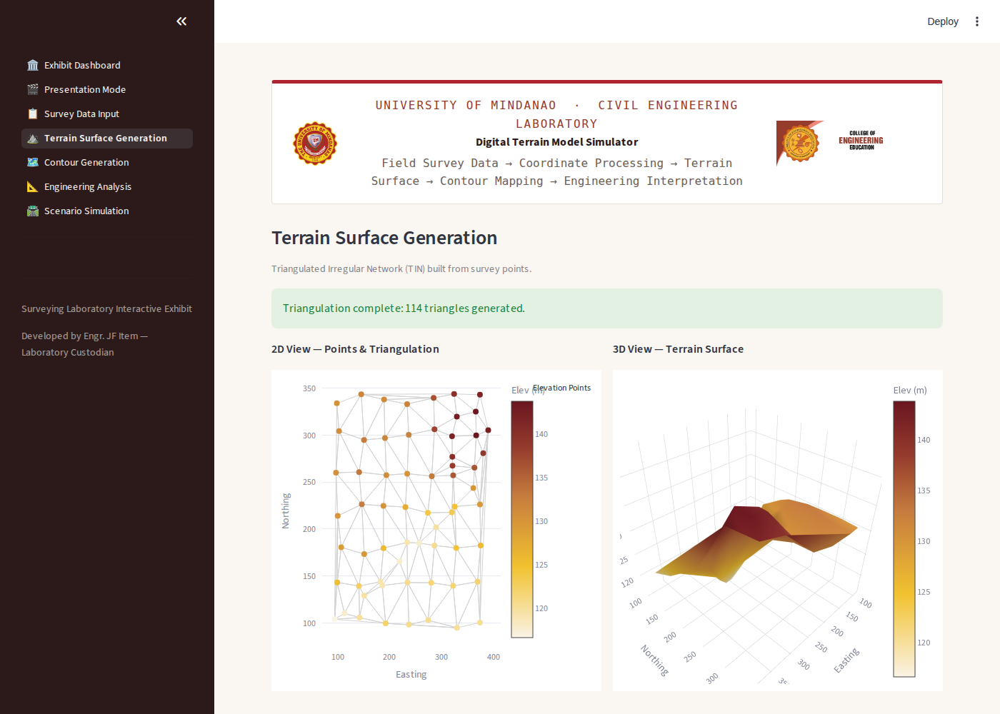 Deploy
Exhibit Dashboard
Presentation Mode
Survey Data Input
Terrain Surface Generation
Contour Generation
Engineering Analysis
Scenario Simulation
Surveying Laboratory Interactive Exhibit
Developed by Engr. JF Item —
Laboratory Custodian
UNIVERSITY OF MINDANAO · CIVIL ENGINEERING
LABORATORY
Digital Terrain Model Simulator
Field Survey Data → Coordinate Processing → Terrain
Surface → Contour Mapping → Engineering Interpretation
UNIVERSITY OF MINDANAO
UM
COLLEGE OF
ENGINEERING
EDUCATION
Terrain Surface Generation
Triangulated Irregular Network (TIN) built from survey points.
Triangulation complete: 114 triangles generated.
2D View — Points & Triangulation
350
300
250
200
150
100
Northing
100 200 300 400
Easting
Elev (m)
Elevation Points
140
135
130
125
120
3D View — Terrain Surface
25
120
100
150
200
250
300
Northing
100
150
200
250
300
Easting
Elev (m)
140
135
130
125
120